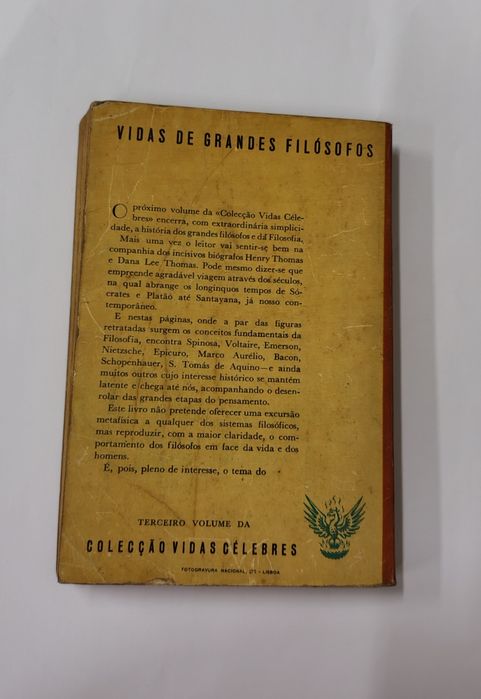 VIDAS DE GRANDES FILÓSOFOS
O próximo volume da «Colecção Vidas Céle-
bres» encerra, com extraordinária simplici-
dade, a história dos grandes filósofos e da Filosofia.
Mais uma vez o leitor vai sentir-se bem na
companhia dos incisivos biógrafos Henry Thomas
e Dana Lee Thomas. Pode mesmo dizer-se que
empreende agradável viagem através dos séculos,
na qual abrange os longínquos tempos de Só-
crates e Platão até Santayana, já nosso con-
temporâneo.
E nestas páginas, onde a par das figuras
retratadas surgem os conceitos fundamentais da
Filosofia, encontra Spinosa, Voltaire, Emerson,
Nietzsche, Epicuro, Marco Aurélio, Bacon,
Schopenhauer, S. Tomás de Aquino—e ainda
muitos outros cujo interesse histórico se mantém
latente e chega até nós, acompanhando o desen-
rolar das grandes etapas do pensamento.
Este livro não pretende oferecer uma excursão
metafísica a qualquer dos sistemas filosóficos,
mas reproduzir, com a maior claridade, o com-
portamento dos filósofos em face da vida e dos
homens.
É, pois, pleno de interesse, o tema do
TERCEIRO VOLUME DA
COLECÇÃO VIDAS CÉLEBRES
FOTOGRAVURA NACIONAL, - LISBOA